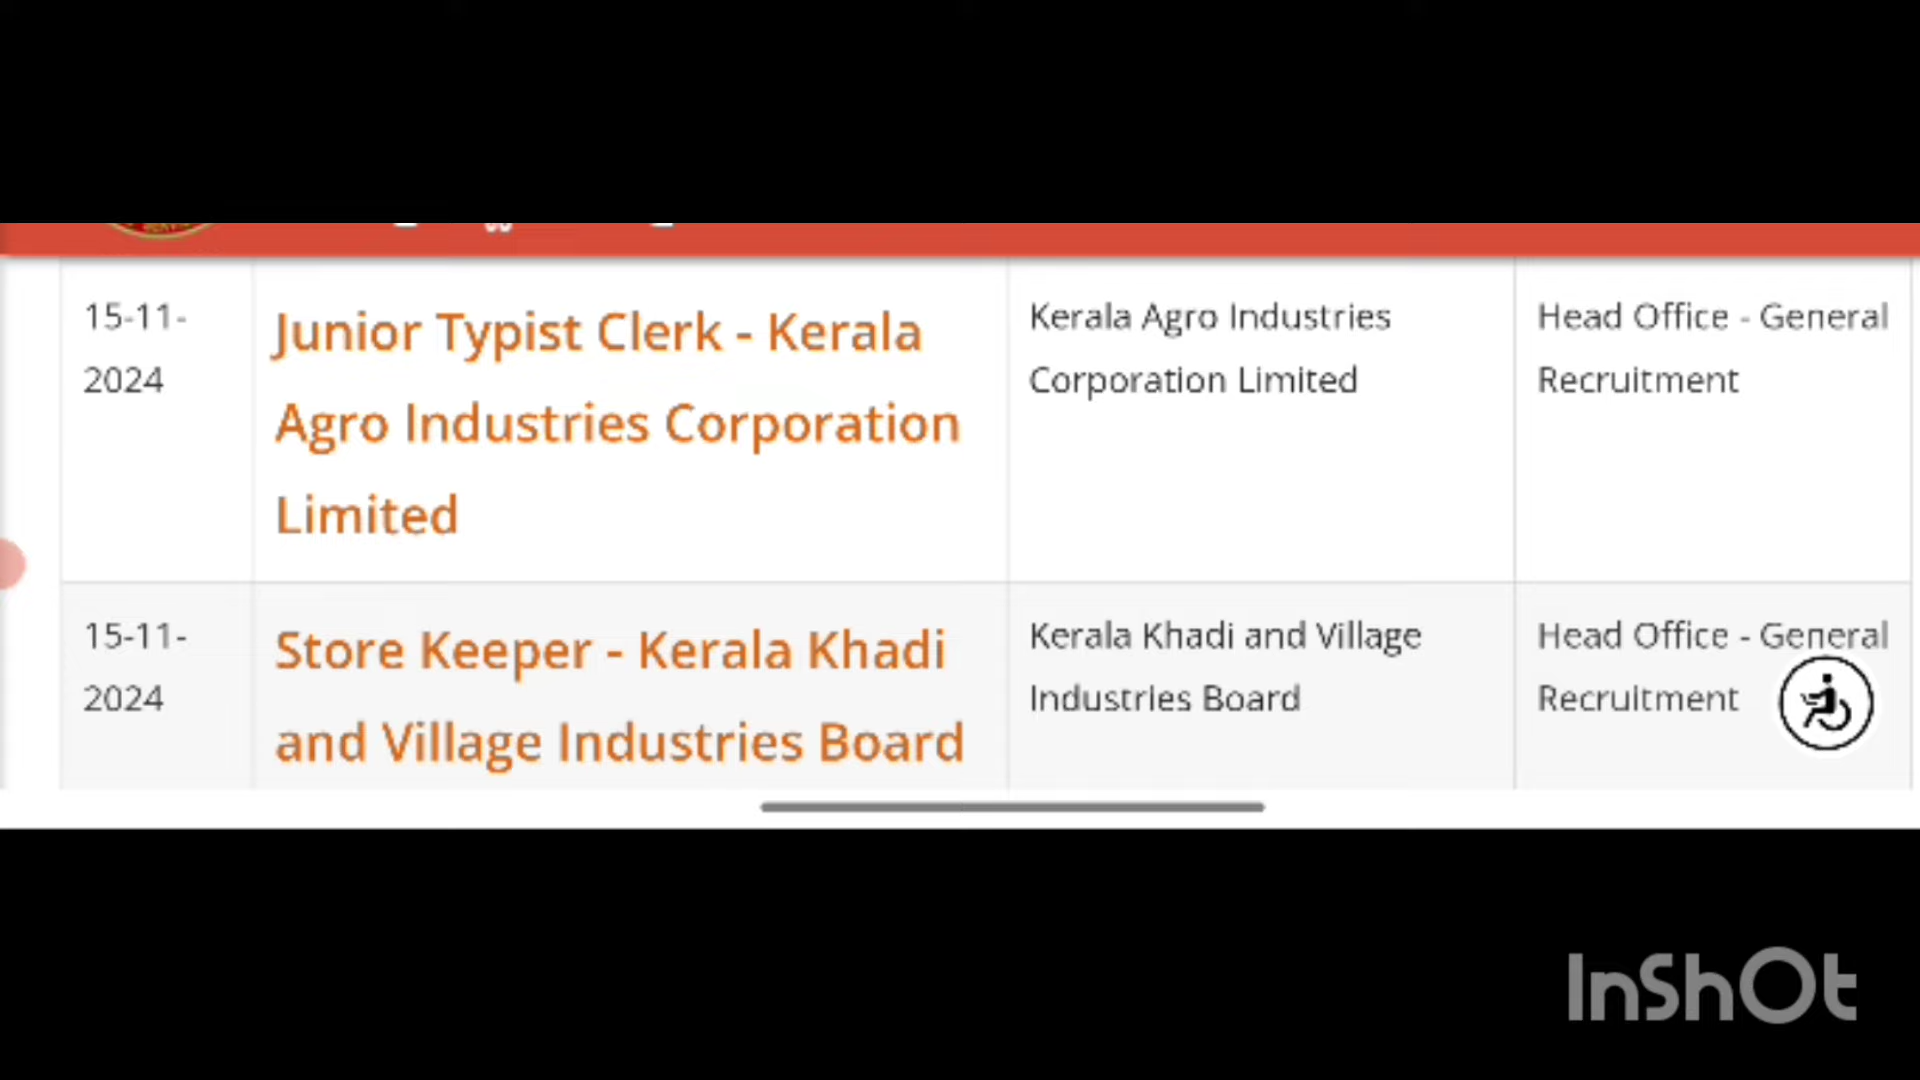 15-11-
2024
Junior Typist Clerk - Kerala
Agro Industries Corporation
Limited
Kerala Agro Industries
Corporation Limited
Head Office - General
Recruitment
15-11-
2024
Store Keeper - Kerala Khadi
and Village Industries Board
Kerala Khadi and Village
Industries Board
Head Office - General
Recruitment
InShOt